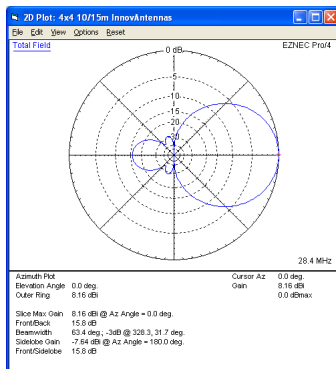 2D Plot: 4x4 10/15m InnovAntennas
File Edit View Options Reset
Total Field
EZNEC Pro/4
0 dB
-5
-10
-15
-20
28.4 MHz
Azimuth Plot
Elevation Angle 0.0 deg.
Outer Ring 8.16 dBi
Cursor Az 0.0 deg.
Gain 8.16 dBi
0.0 dBmax
Slice Max Gain 8.16 dBi @ Az Angle = 0.0 deg.
Front/Back 15.8 dB
Beamwidth 63.4 deg.; -3dB @ 328.3, 31.7 deg.
Sidelobe Gain -7.64 dBi @ Az Angle = 180.0 deg.
Front/Sidelobe 15.8 dB